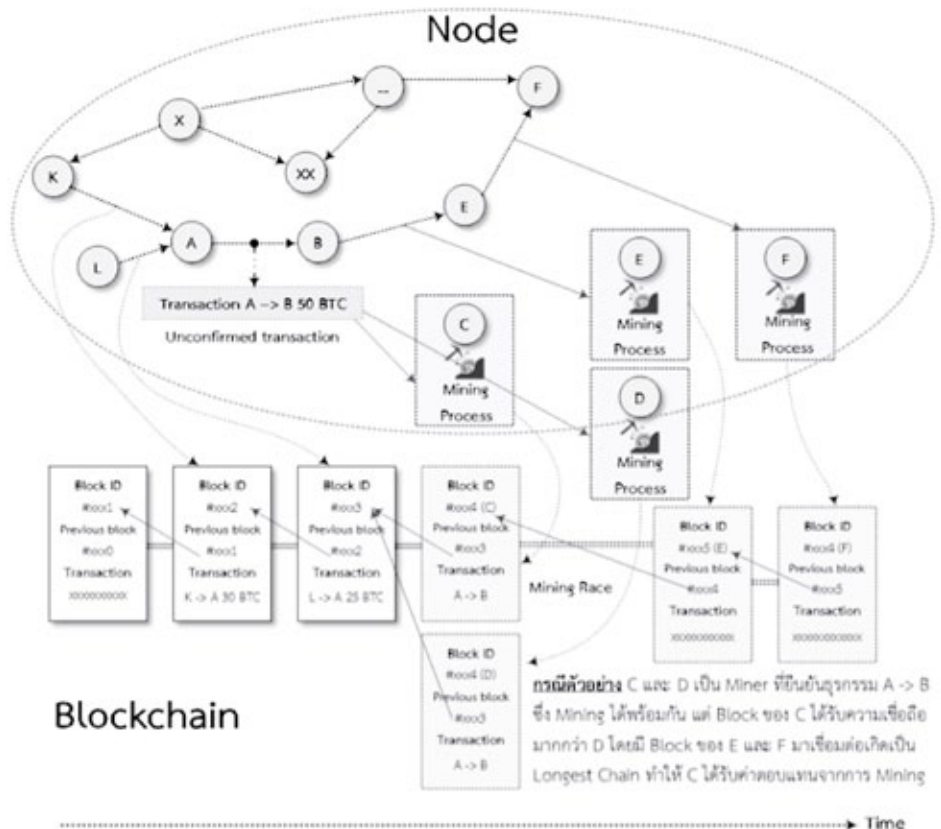 Node
X
...
F
K
XX
E
L
A
B
Transaction A -> B 50 BTC
Unconfirmed transaction
C
Mining
Process
E
Mining
Process
F
Mining
Process
D
Mining
Process
Block ID
#xxx1
Previous block
#xxx0
Transaction
XXXXXXXXXX
Block ID
#xxx2
Previous block
#xxx1
Transaction
K -> A 30 BTC
Block ID
#xxx3
Previous block
#xxx2
Transaction
L -> A 25 BTC
Block ID
#xxx4 (C)
Previous block
#xxx3
Transaction
A -> B
Mining Race
Block ID
#xxx5 (E)
Previous block
#xxx4
Transaction
XXXXXXXXXXX
Block ID
#xxx4 (F)
Previous block
#xxx5
Transaction
XXXXXXXXXXXX
Block ID
#xxx4 (D)
Previous block
#xxx3
Transaction
A -> B
Blockchain
กรณีตัวอย่าง C และ D เป็น Miner ที่ยืนยันธุรกรรม A -> B
ซึ่ง Mining ได้พร้อมกัน แต่ Block ของ C ได้รับความเชื่อถือ
มากกว่า D โดยมี Block ของ E และ F มาเชื่อมต่อเกิดเป็น
Longest Chain ทำให้ C ได้รับค่าตอบแทนจากการ Mining
Time